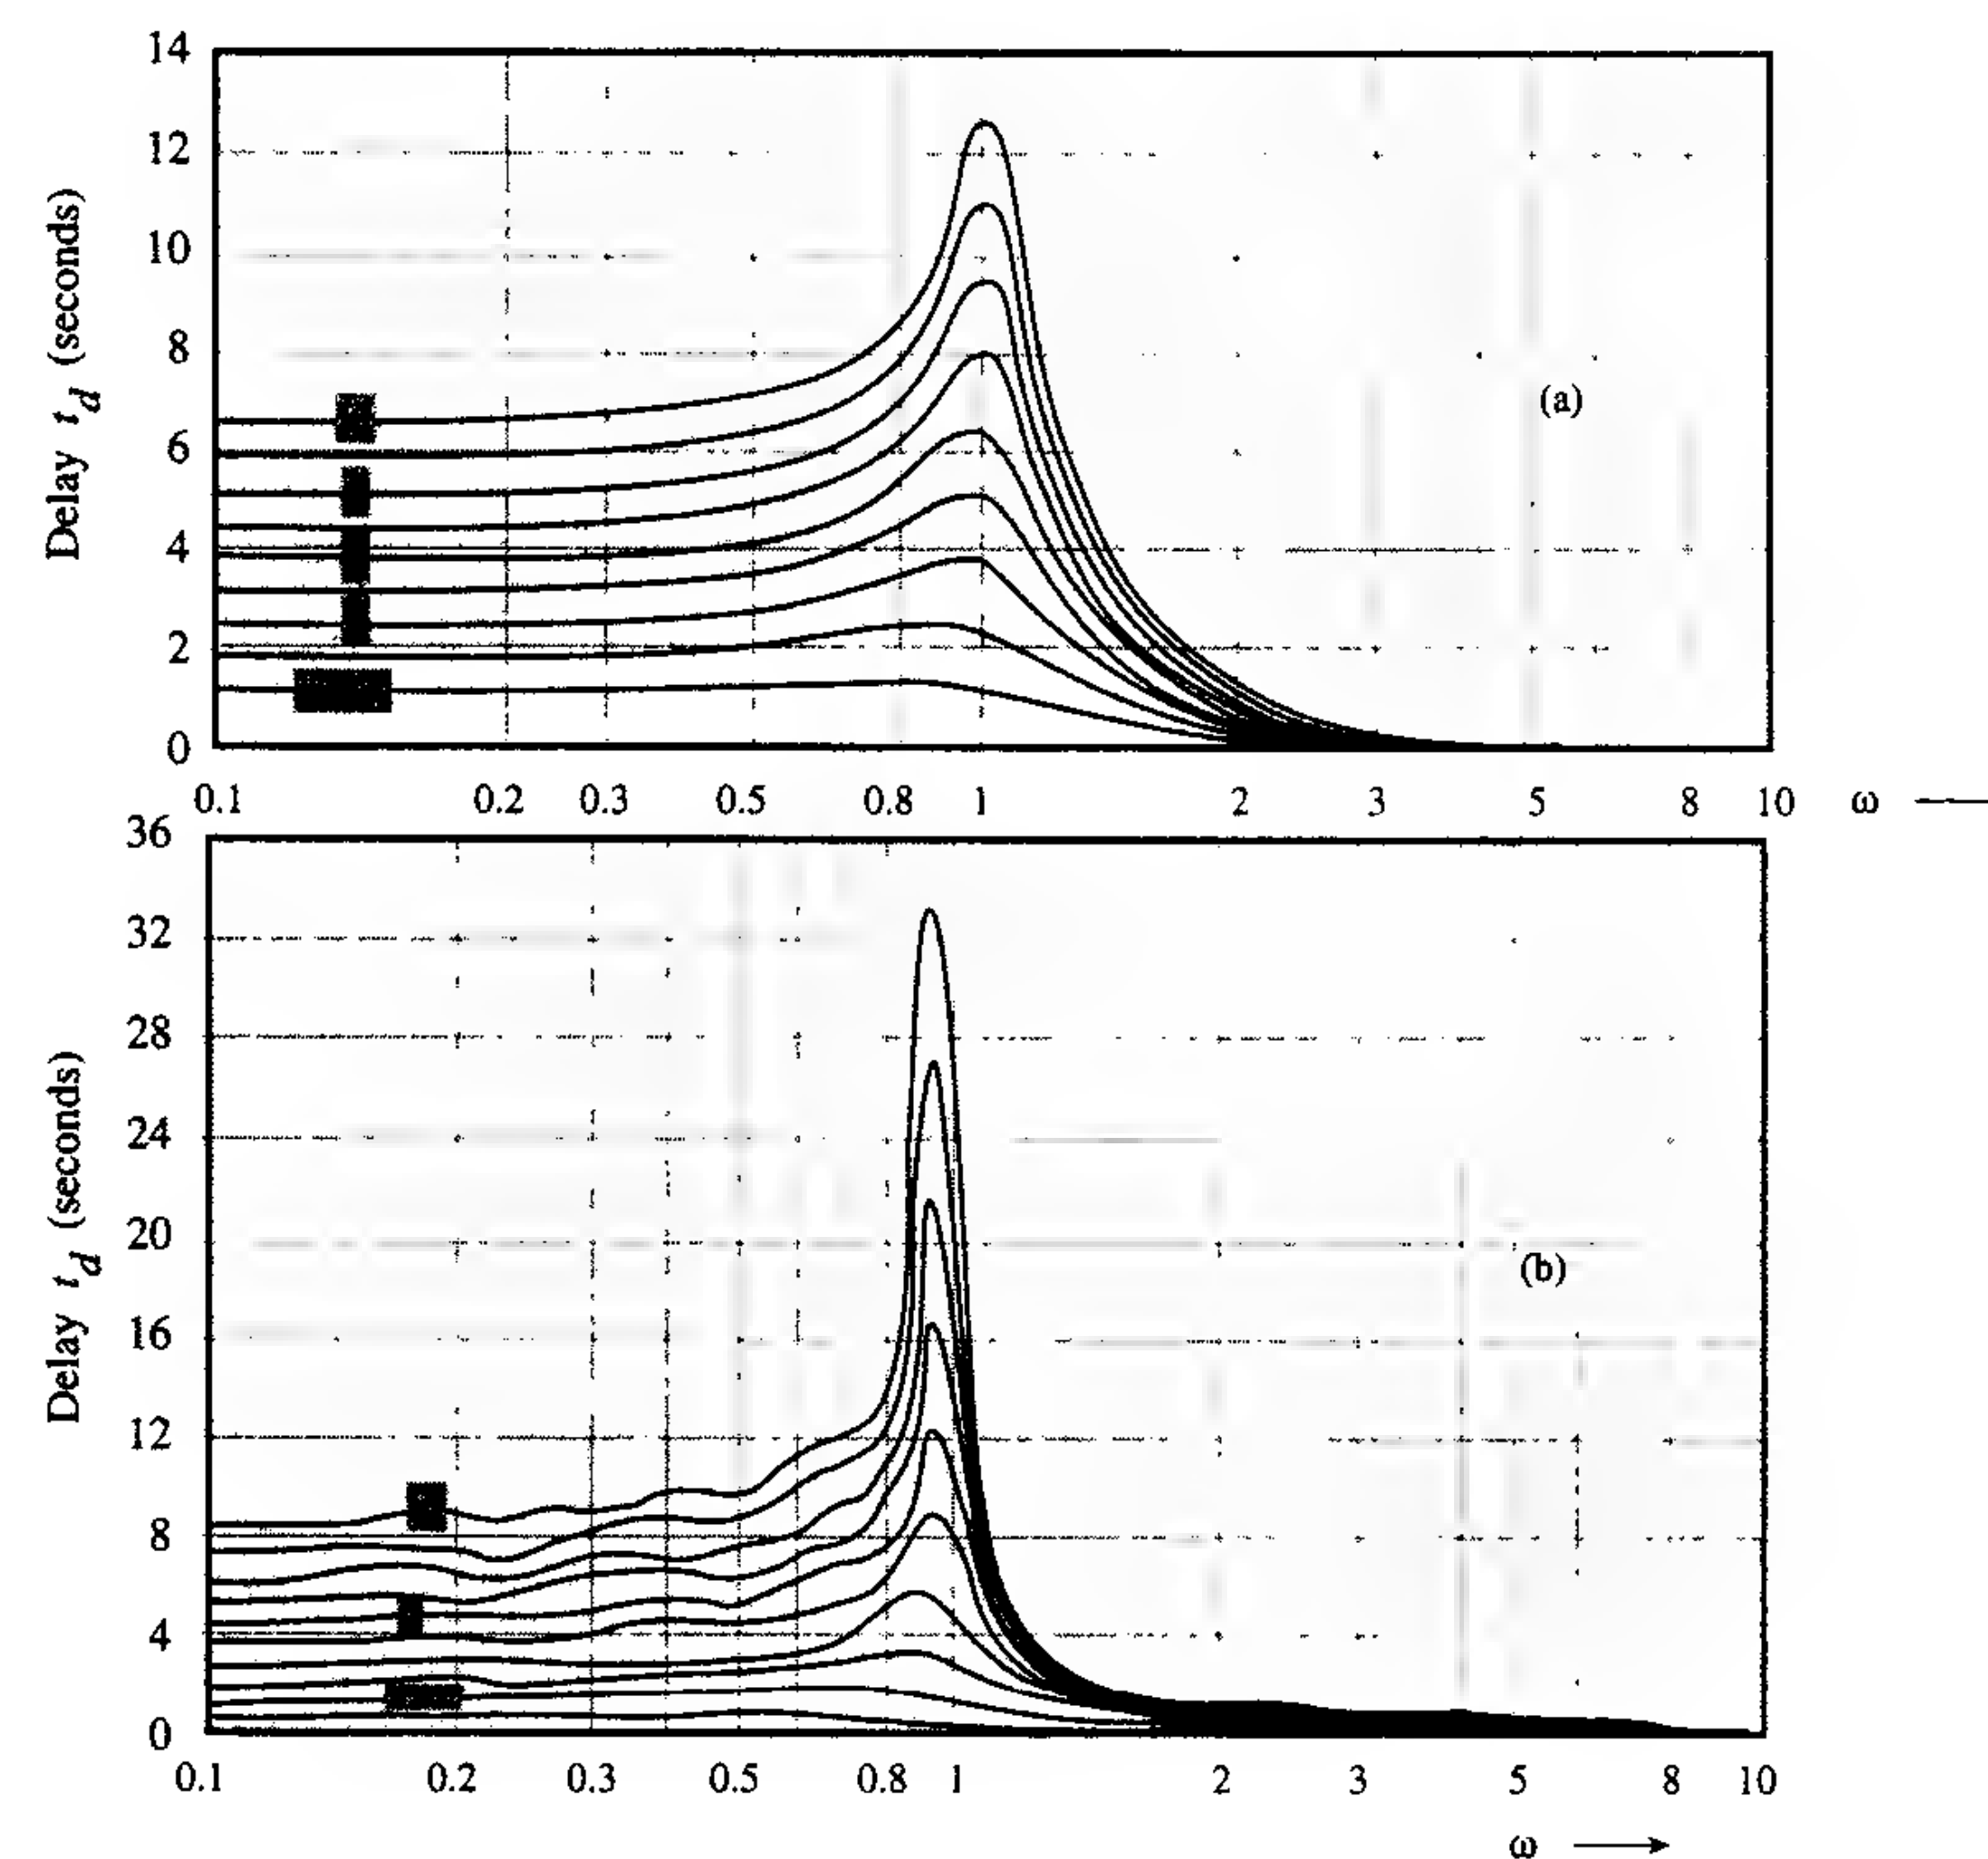 14
12
10
8
6
4
2
0
Delay t_d (seconds)
(a)
0.1 0.2 0.3 0.5 0.8 1 2 3 5 8 10 ω
36
32
28
24
20
16
12
8
4
0
Delay t_d (seconds)
(b)
0.1 0.2 0.3 0.5 0.8 1 2 3 5 8 10
ω →